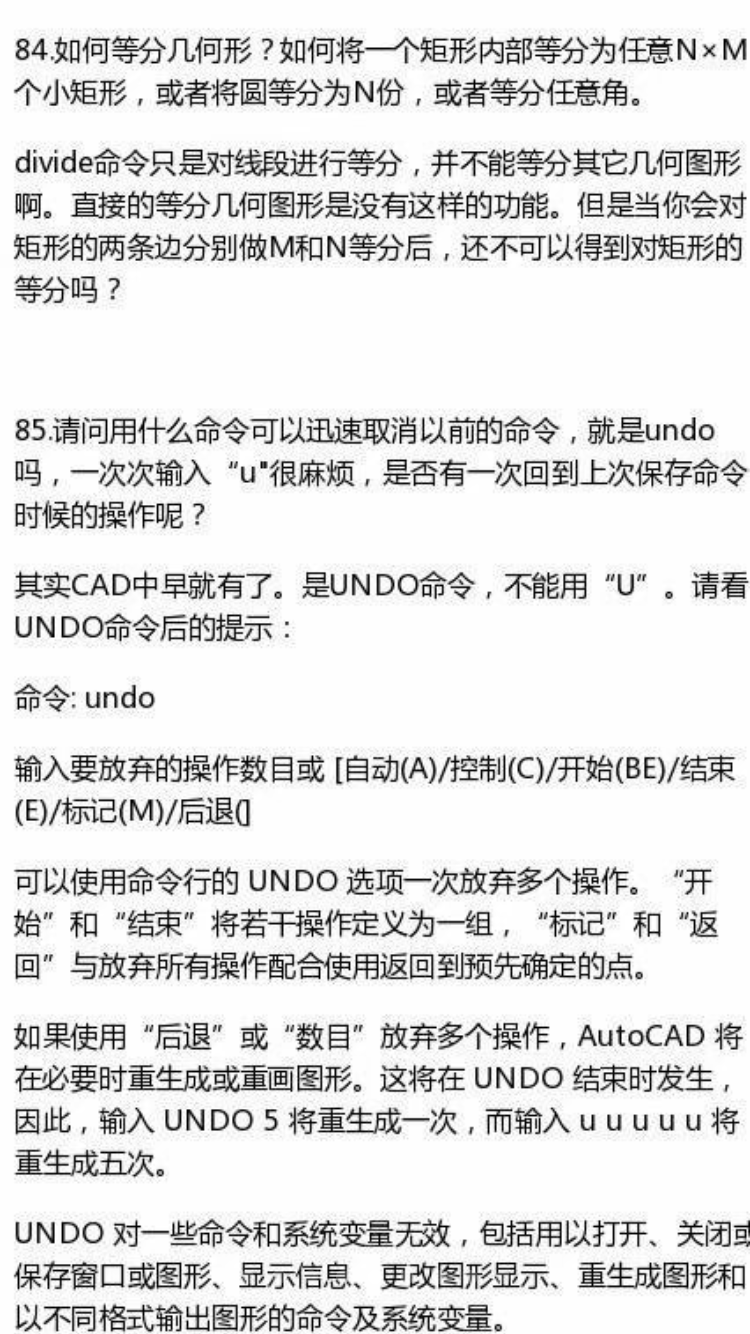 84.如何等分几何形？如何将一个矩形内部等分为任意N×M
个小矩形，或者将圆等分为N份，或者等分任意角。
divide命令只是对线段进行等分，并不能等分其它几何图形
啊。直接的等分几何图形是没有这样的功能。但是当你会对
矩形的两条边分别做M和N等分后，还不可以得到对矩形的
等分吗？
85.请问用什么命令可以迅速取消以前的命令，就是undo
吗，一次次输入“u"很麻烦，是否有一次回到上次保存命令
时候的操作呢？
其实CAD中早就有了。是UNDO命令，不能用“U”。请看
UNDO命令后的提示：
命令: undo
输入要放弃的操作数目或 [自动(A)/控制(C)/开始(BE)/结束
(E)/标记(M)/后退(]
可以使用命令行的 UNDO 选项一次放弃多个操作。“开
始”和“结束”将若干操作定义为一组，“标记”和“返
回”与放弃所有操作配合使用返回到预先确定的点。
如果使用“后退”或“数目”放弃多个操作，AutoCAD 将
在必要时重生成或重画图形。这将在 UNDO 结束时发生，
因此，输入 UNDO 5 将重生成一次，而输入 u u u u u 将
重生成五次。
UNDO 对一些命令和系统变量无效，包括用以打开、关闭或
保存窗口或图形、显示信息、更改图形显示、重生成图形和
以不同格式输出图形的命令及系统变量。